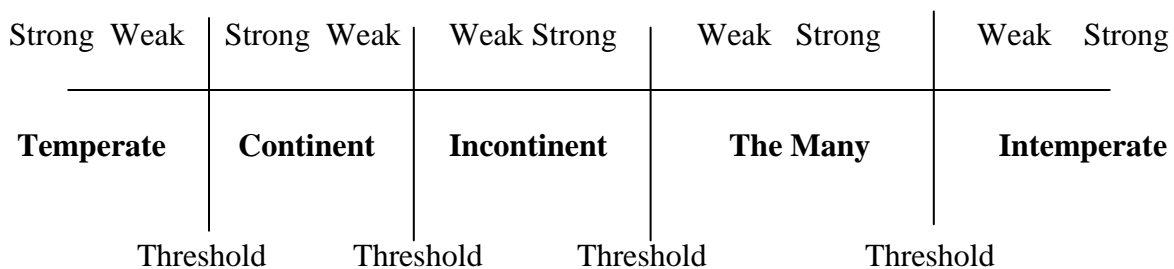 Strong Weak Strong Weak Weak Strong Weak Strong Weak Strong
Temperate Continent Incontinent The Many Intemperate
Threshold Threshold Threshold Threshold